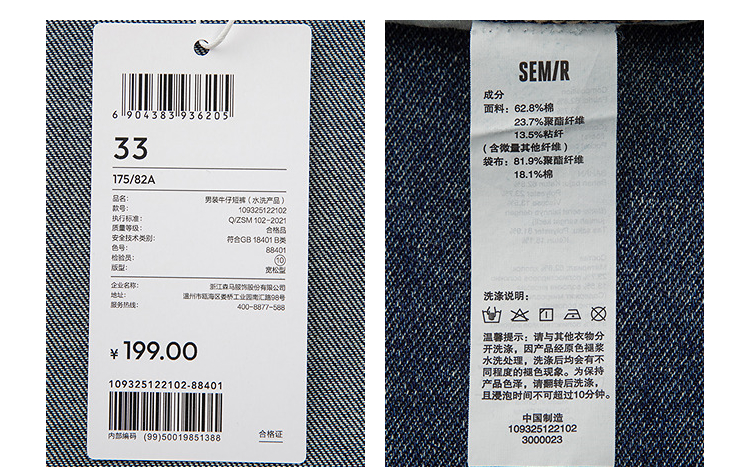 6 904383 936205
33
175/82A
品名: 男装牛仔短裤(水洗产品)
款号: 109325122102
执行标准: Q/ZSM 102-2021
质量等级: 合格品
安全技术类别: 符合GB 18401 B类
色号: 88401
检验员: 10
版型: 宽松型
企业名称: 浙江森马服饰股份有限公司
地址: 温州市瓯海区娄桥工业园南汇路98号
服务热线: 400-8877-588
¥ 199.00
109325122102-88401
内部编码 (99)50019851388
合格证
SEMIR
成分
面料: 62.8%棉
23.7%聚酯纤维
13.5%粘纤
(含微量其他纤维)
袋布: 81.9%聚酯纤维
18.1%棉
洗涤说明:
温馨提示: 请与其他衣物分
开洗涤, 因产品经原色福浆
水洗处理, 洗涤后均会有不
同程度的褪色现象。为保持
产品色泽, 请翻转后洗涤,
且浸泡时间不可超过10分钟。
中国制造
109325122102
3000023